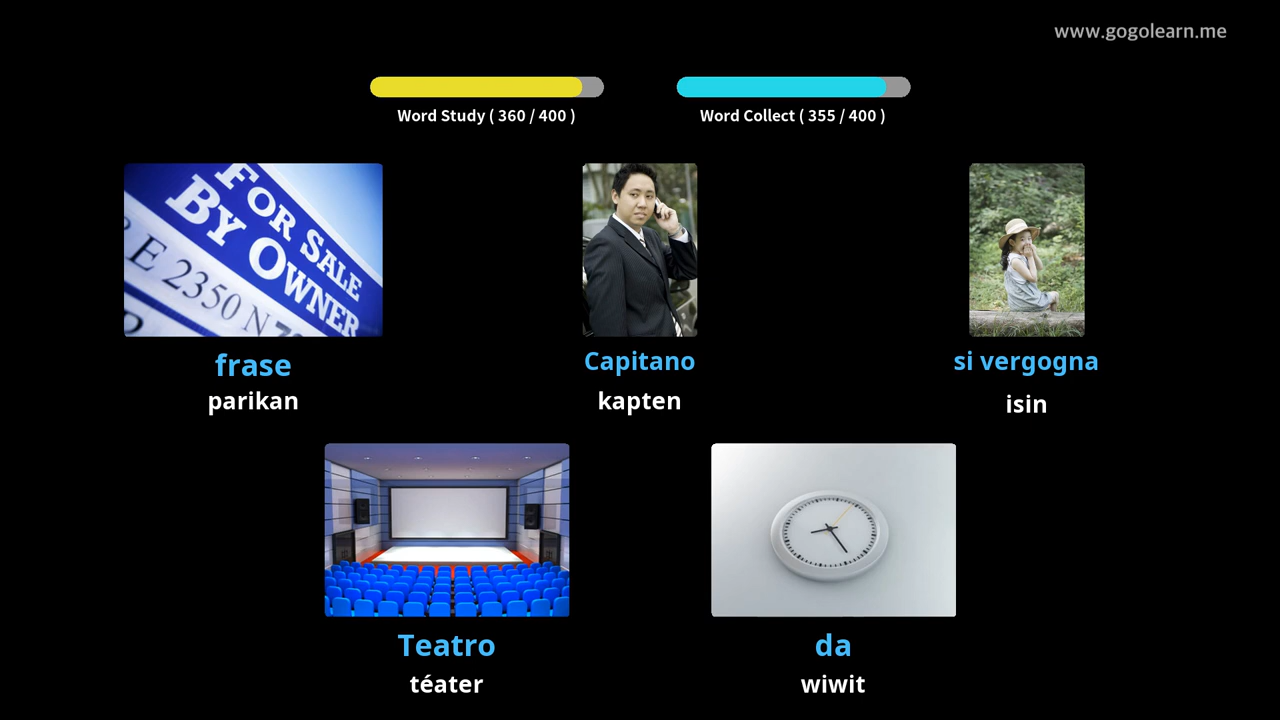 www.gogolearn.me
Word Study ( 360 / 400 )
Word Collect ( 355 / 400 )
FOR SALE
BY OWNER
E 2350 N
frase
parikan
Capitano
kapten
si vergogna
isin
Teatro
téater
da
wiwit